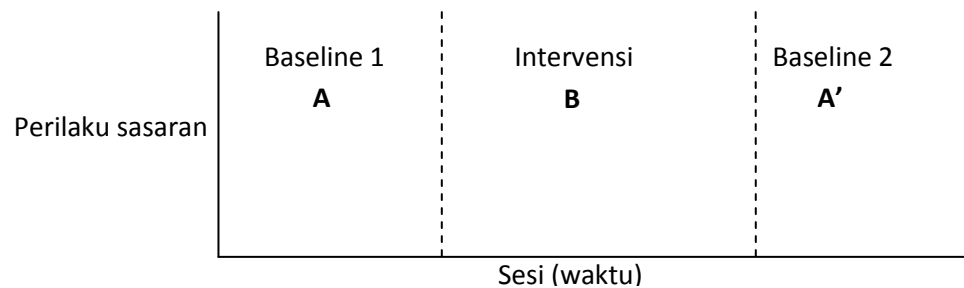 Baseline 1 Intervensi Baseline 2
A B A’
Perilaku sasaran
Sesi (waktu)